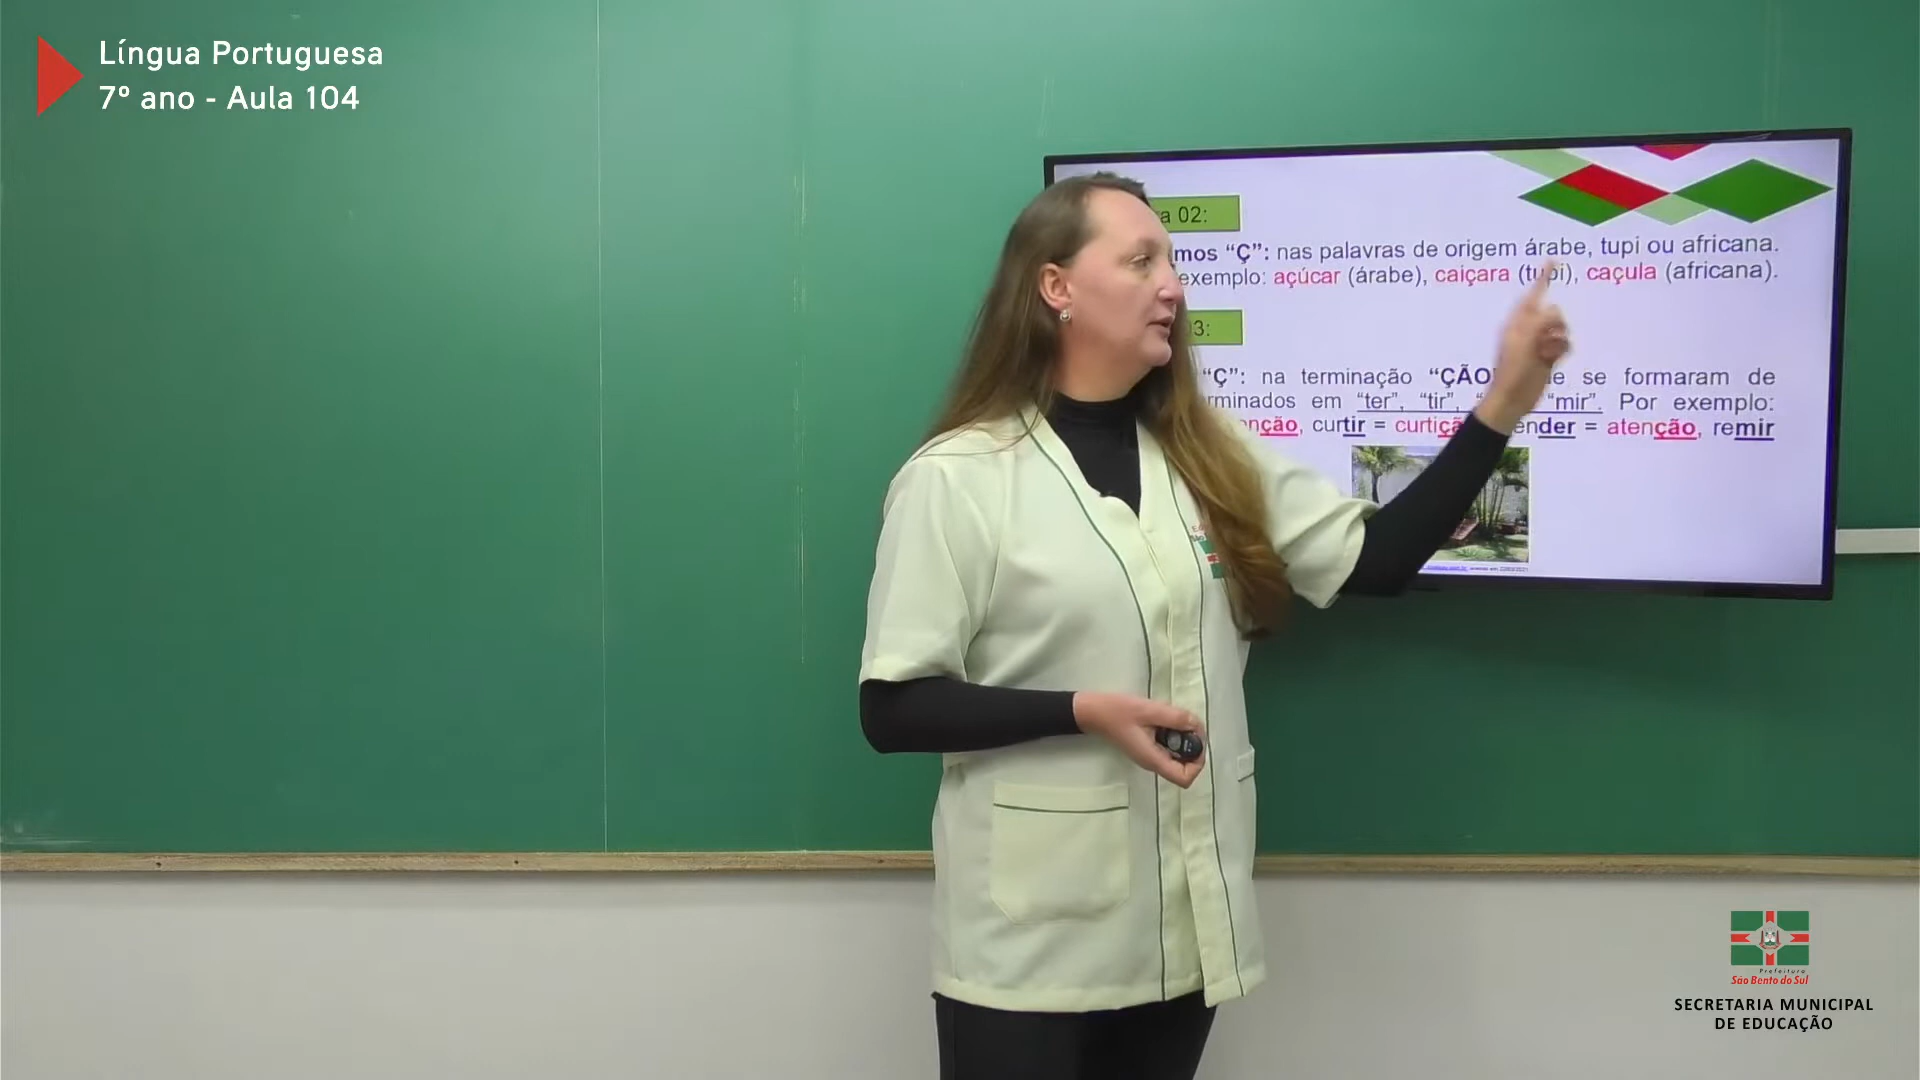 Língua Portuguesa
7º ano - Aula 104
a 02:
mos “Ç”: nas palavras de origem árabe, tupi ou africana.
exemplo: açúcar (árabe), caiçara (tupi), caçula (africana).
03:
“Ç”: na terminação “ÇÃO se formaram de
rminados em “ter”, “tir”, “mir”. Por exemplo:
nção, curtir = curtiçã ender = atenção, remir
Prefeitura
São Bento do Sul
SECRETARIA MUNICIPAL
DE EDUCAÇÃO